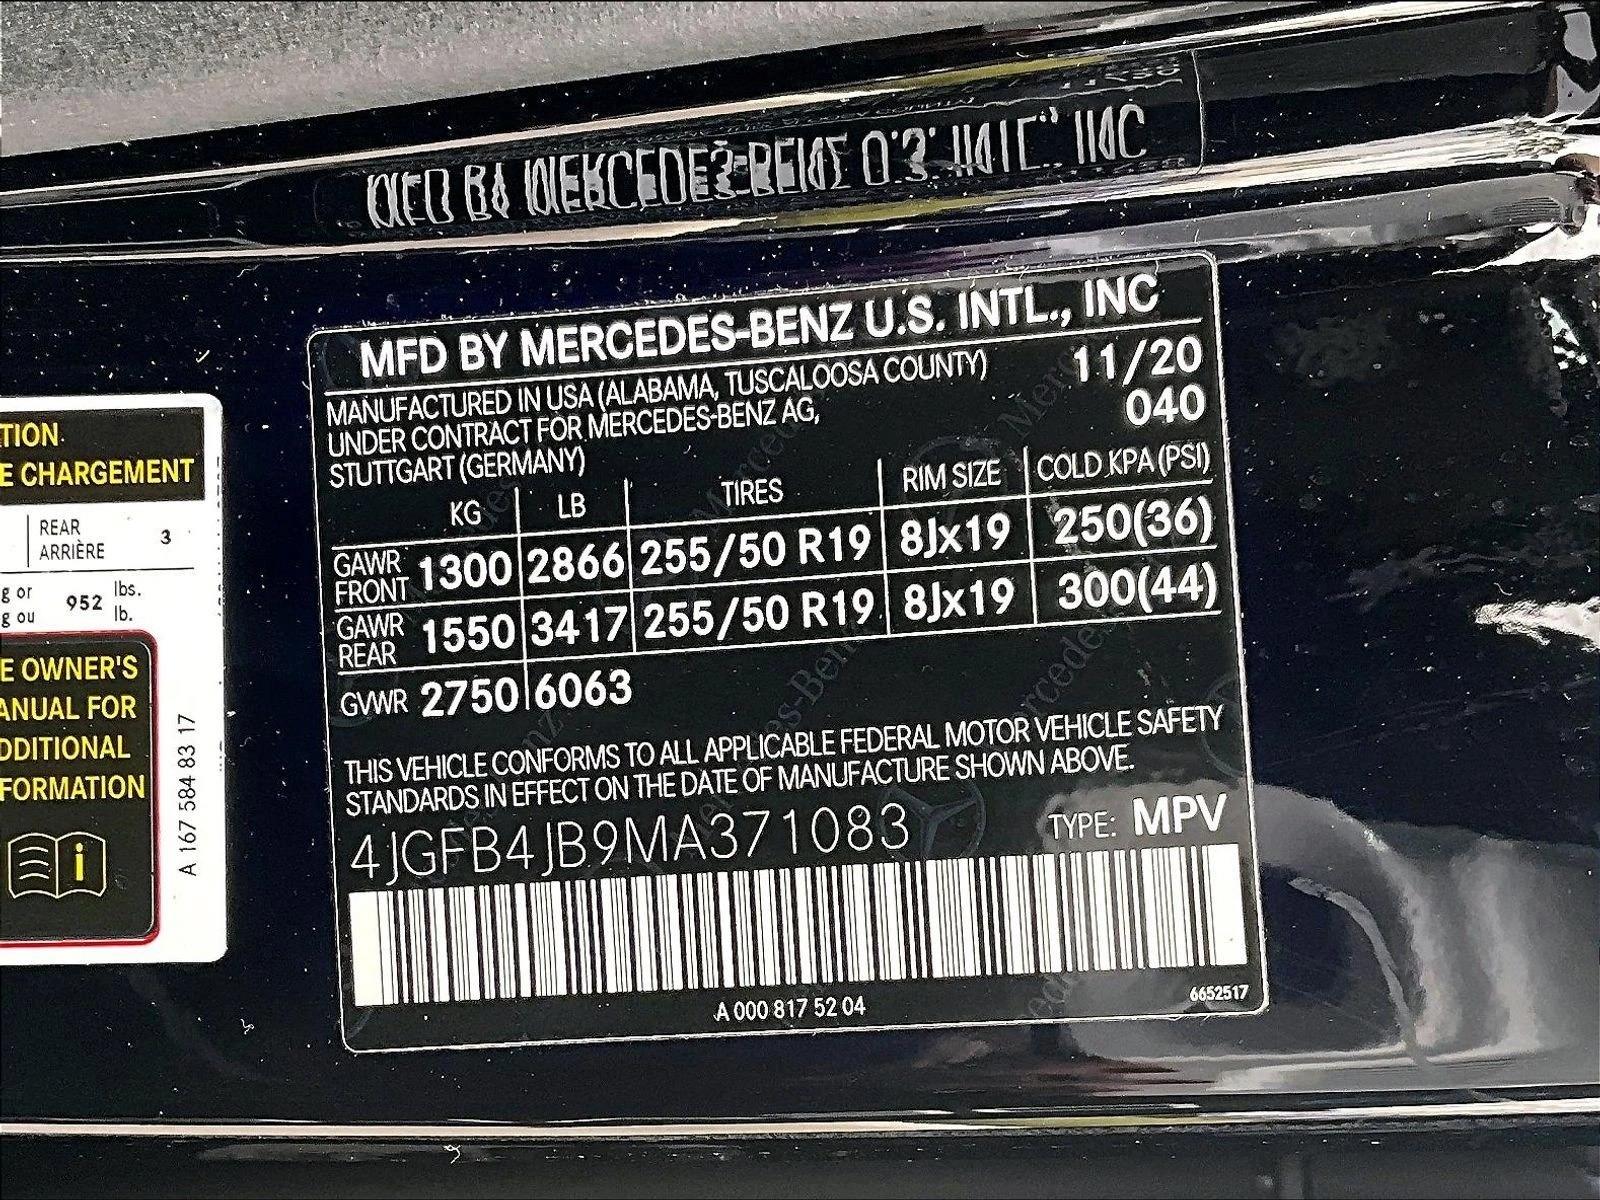 TION
E CHARGEMENT
REAR
ARRIÈRE 3
g or
g ou 952 lbs.
lb.
E OWNER'S
ANUAL FOR
DDITIONAL
FORMATION
A 167 584 83 17
MFD BY MERCEDES-BENZ U.S. INTL., INC
MANUFACTURED IN USA (ALABAMA, TUSCALOOSA COUNTY) 11/20
UNDER CONTRACT FOR MERCEDES-BENZ AG, 040
STUTTGART (GERMANY)
KG LB TIRES RIM SIZE COLD KPA (PSI)
GAWR FRONT 1300 2866 255/50 R19 8Jx19 250(36)
GAWR REAR 1550 3417 255/50 R19 8Jx19 300(44)
GVWR 2750 6063
THIS VEHICLE CONFORMS TO ALL APPLICABLE FEDERAL MOTOR VEHICLE SAFETY
STANDARDS IN EFFECT ON THE DATE OF MANUFACTURE SHOWN ABOVE.
4JGFB4JB9MA371083 TYPE: MPV
A 000 817 52 04
6652517